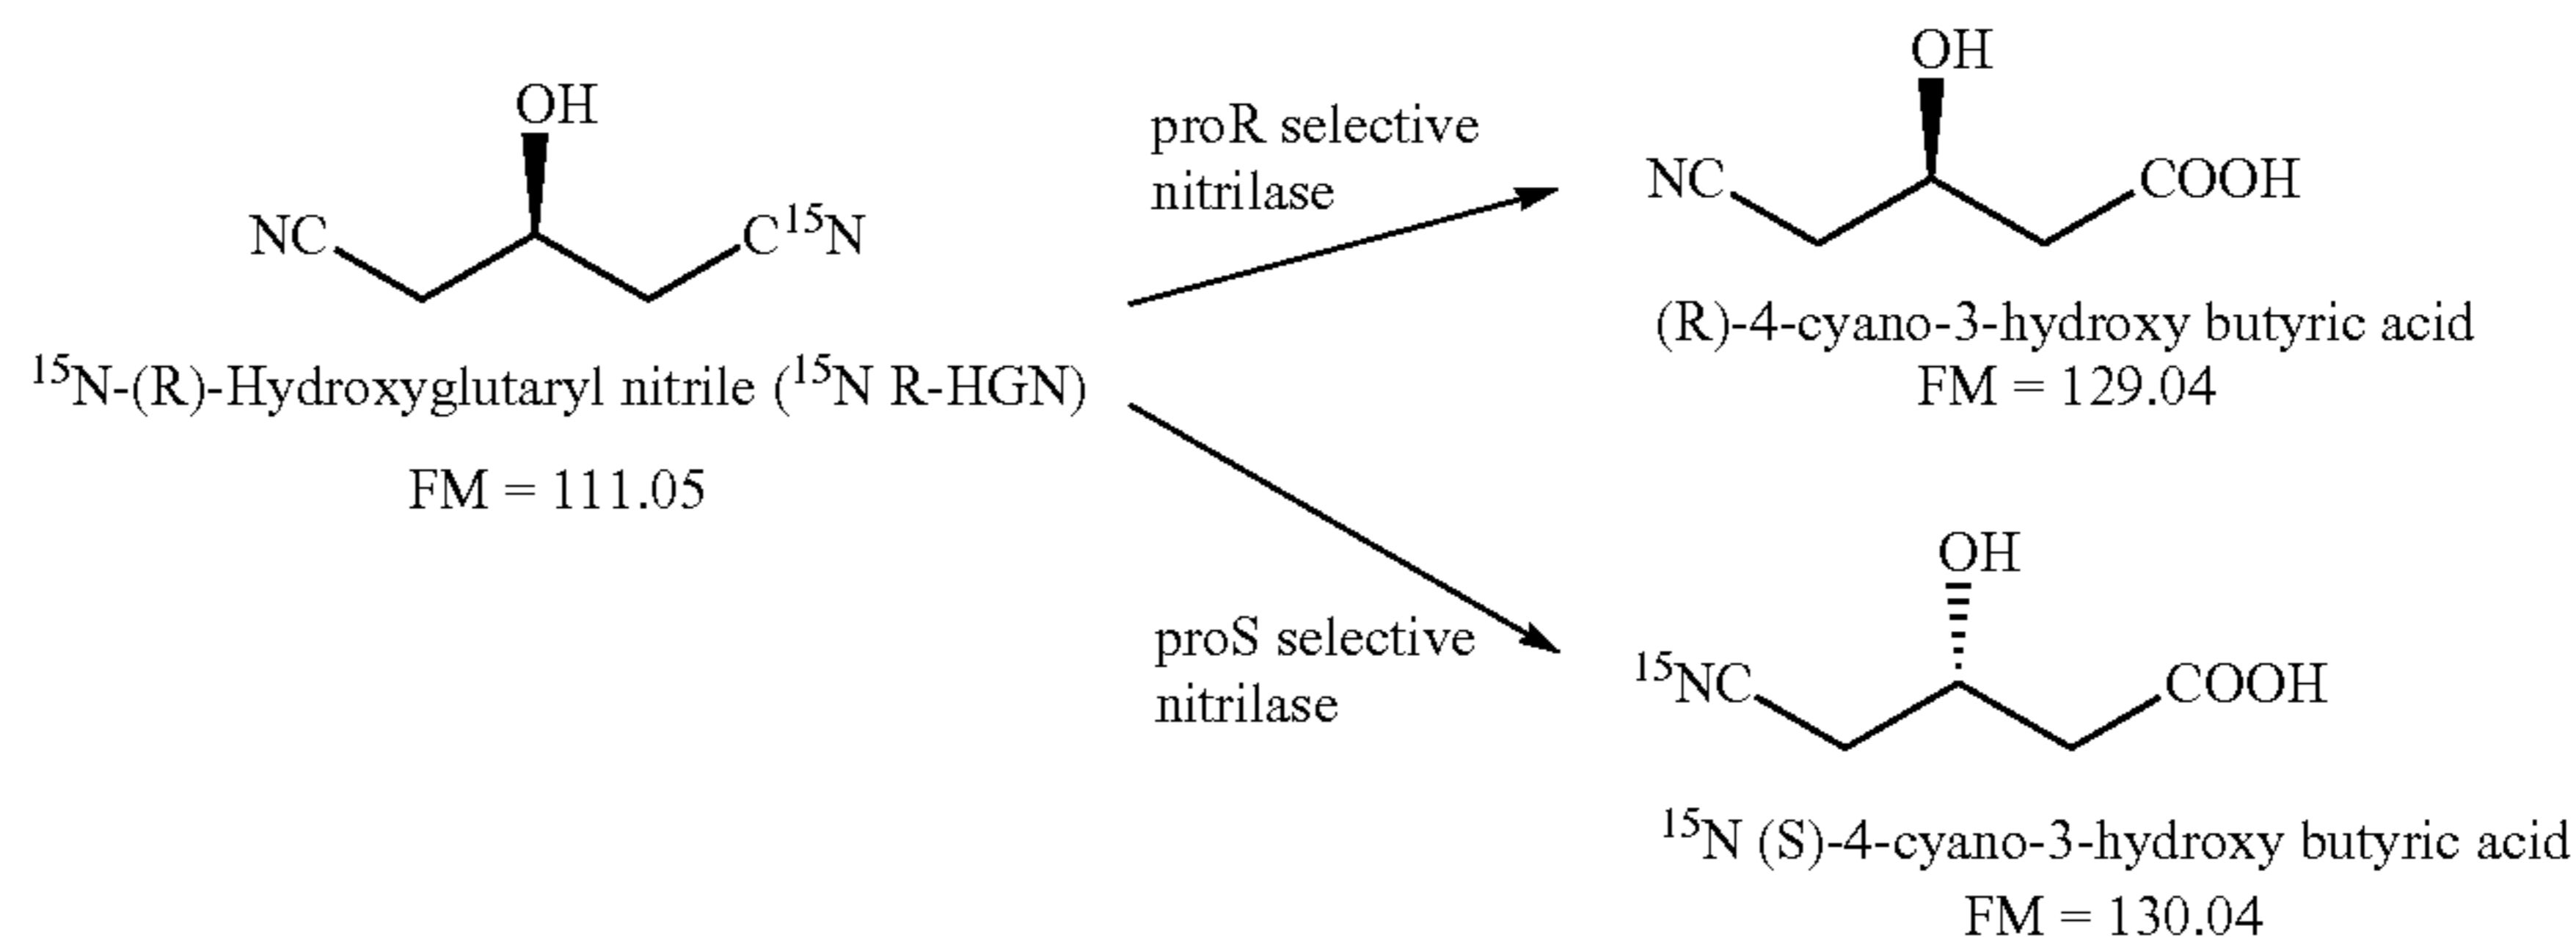 OH
NC
C¹⁵N
¹⁵N-(R)-Hydroxyglutaryl nitrile (¹⁵N R-HGN)
FM = 111.05
proR selective
nitrilase
OH
NC
COOH
(R)-4-cyano-3-hydroxy butyric acid
FM = 129.04
proS selective
nitrilase
OH
¹⁵NC
COOH
¹⁵N (S)-4-cyano-3-hydroxy butyric acid
FM = 130.04